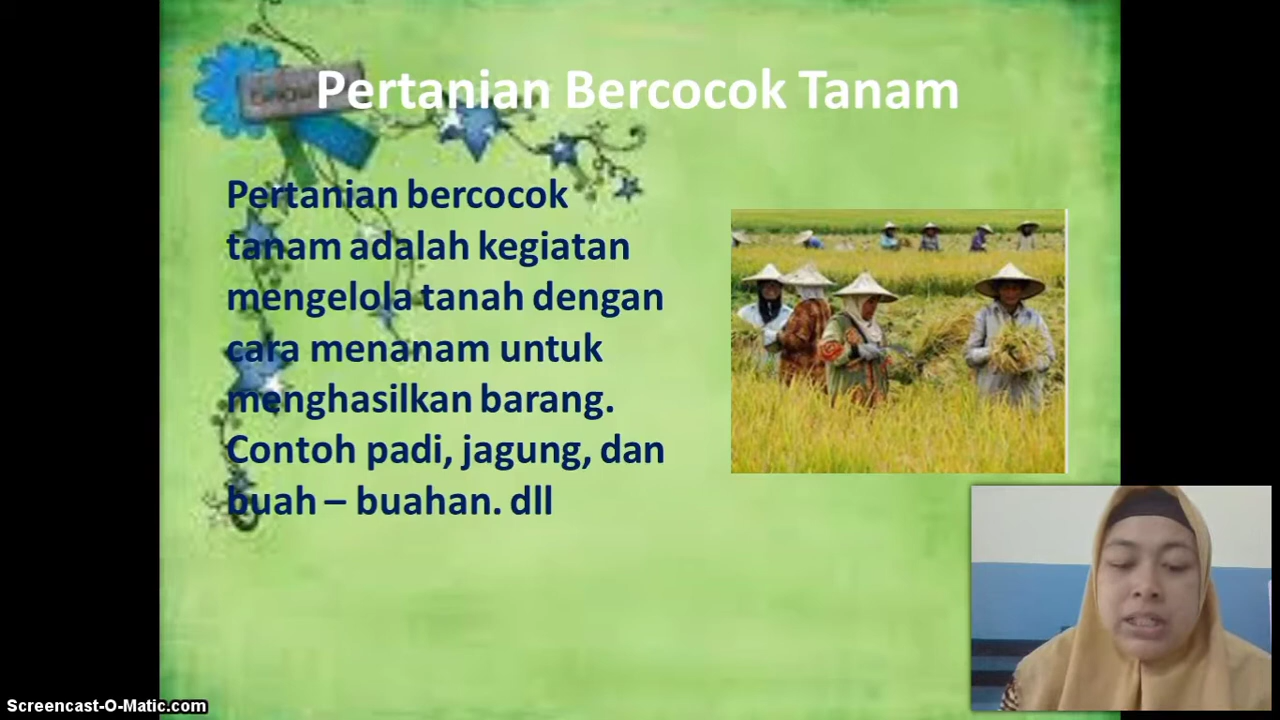 Pertanian Bercocok Tanam
Pertanian bercocok
tanam adalah kegiatan
mengelola tanah dengan
cara menanam untuk
menghasilkan barang.
Contoh padi, jagung, dan
buah – buahan. dll
Screencast-O-Matic.com